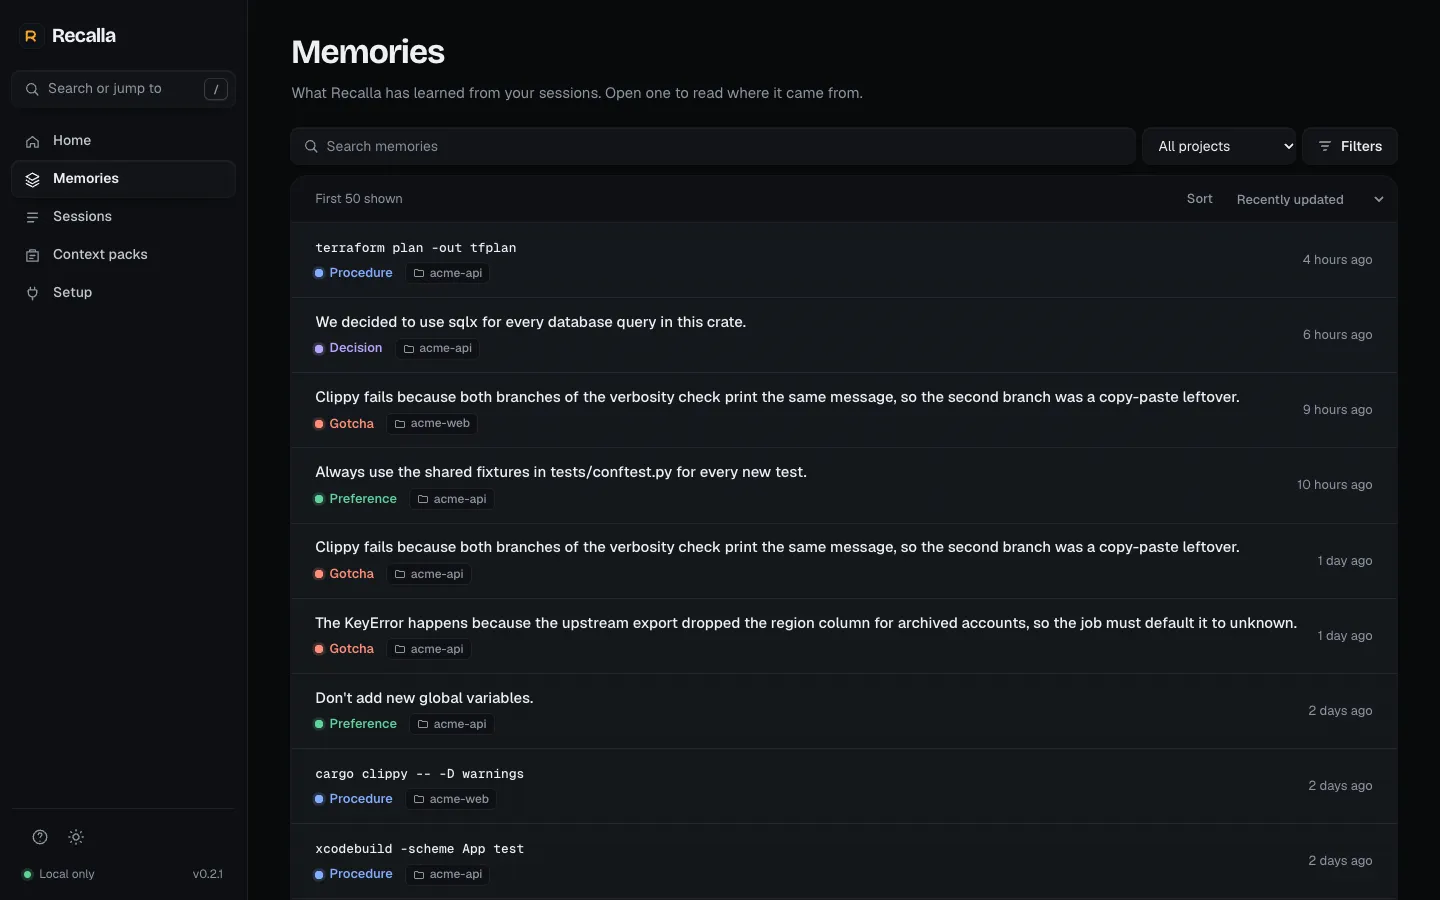 Recalla
Search or jump to /
Home
Memories
Sessions
Context packs
Setup
Local only v0.2.1
Memories
What Recalla has learned from your sessions. Open one to read where it came from.
Search memories All projects Filters
First 50 shown Sort Recently updated
terraform plan -out tfplan
Procedure acme-api 4 hours ago
We decided to use sqlx for every database query in this crate.
Decision acme-api 6 hours ago
Clippy fails because both branches of the verbosity check print the same message, so the second branch was a copy-paste leftover.
Gotcha acme-web 9 hours ago
Always use the shared fixtures in tests/conftest.py for every new test.
Preference acme-api 10 hours ago
Clippy fails because both branches of the verbosity check print the same message, so the second branch was a copy-paste leftover.
Gotcha acme-api 1 day ago
The KeyError happens because the upstream export dropped the region column for archived accounts, so the job must default it to unknown.
Gotcha acme-api 1 day ago
Don't add new global variables.
Preference acme-api 2 days ago
cargo clippy -- -D warnings
Procedure acme-web 2 days ago
xcodebuild -scheme App test
Procedure acme-api 2 days ago